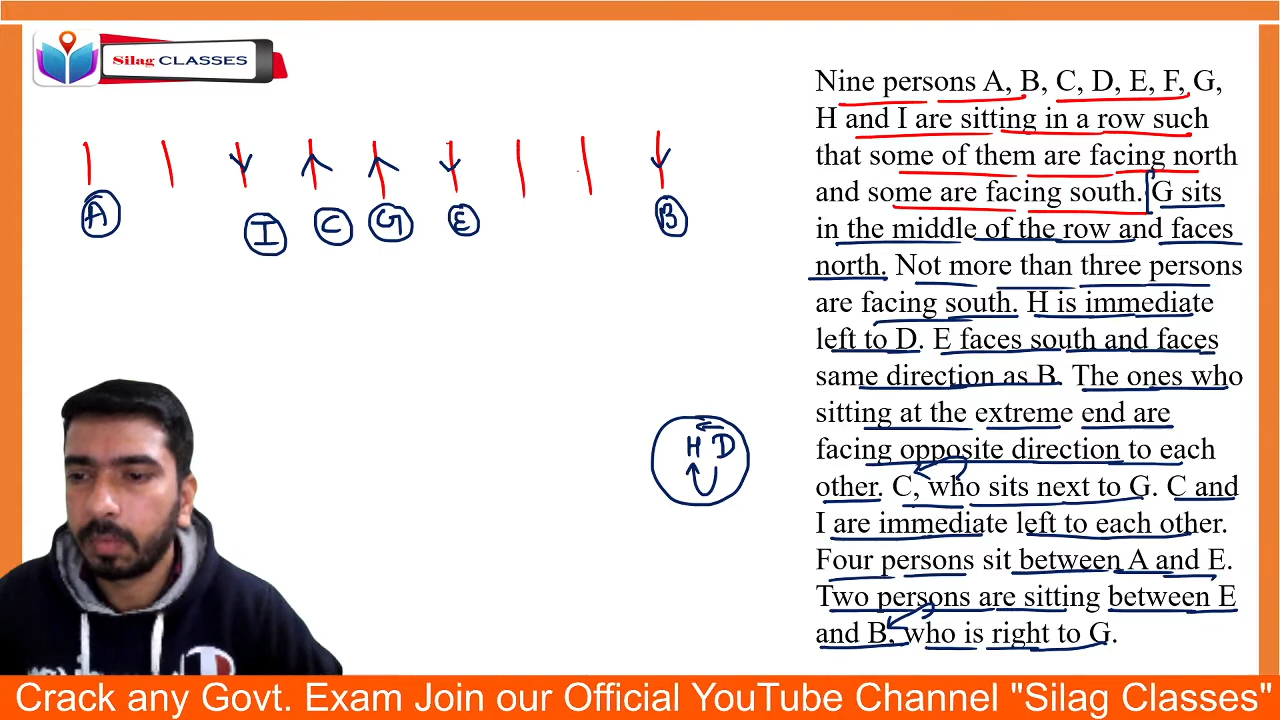 Silag CLASSES
Nine persons A, B, C, D, E, F, G,
H and I are sitting in a row such
that some of them are facing north
and some are facing south. G sits
in the middle of the row and faces
north. Not more than three persons
are facing south. H is immediate
left to D. E faces south and faces
same direction as B. The ones who
sitting at the extreme end are
facing opposite direction to each
other. C, who sits next to G. C and
I are immediate left to each other.
Four persons sit between A and E.
Two persons are sitting between E
and B, who is right to G.
A I C G E B
H D
Crack any Govt. Exam Join our Official YouTube Channel "Silag Classes"